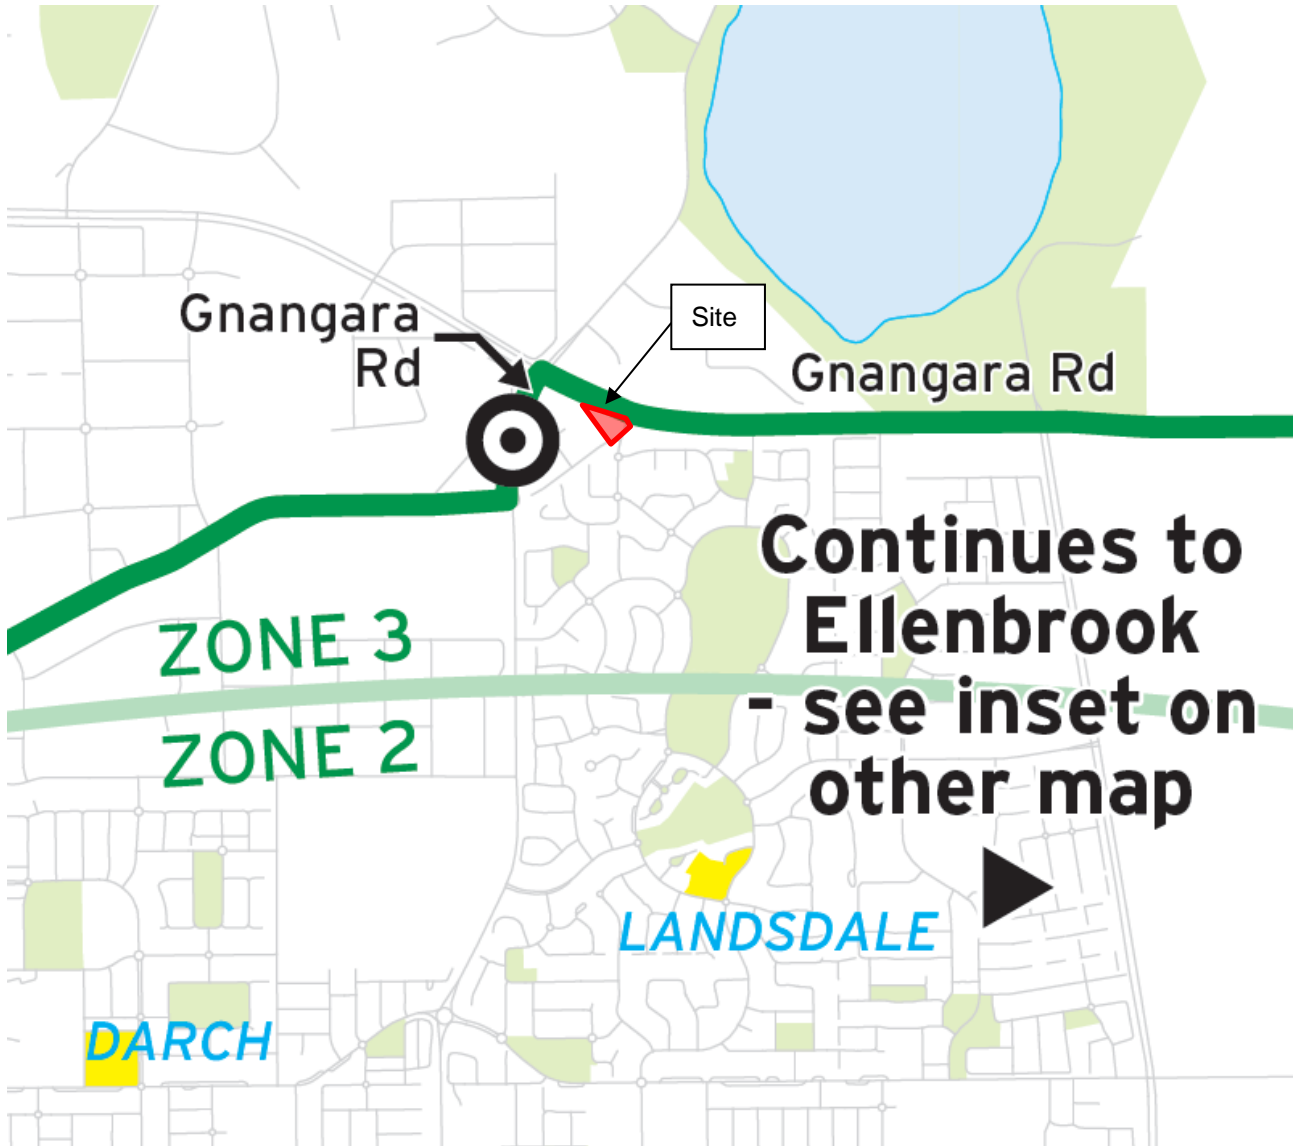 Gnangara
Rd
Site
Gnangara Rd
Continues to
Ellenbrook
- see inset on
other map
ZONE 3
ZONE 2
LANDSDALE
DARCH